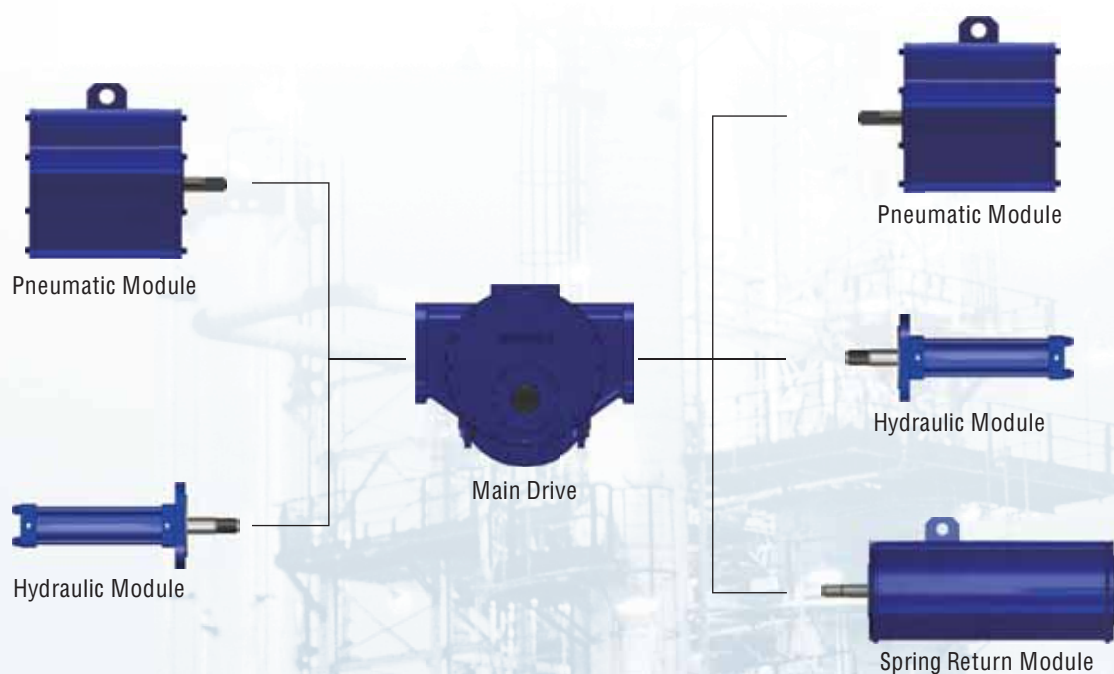 Pneumatic Module
Pneumatic Module
Main Drive
Hydraulic Module
Hydraulic Module
Spring Return Module